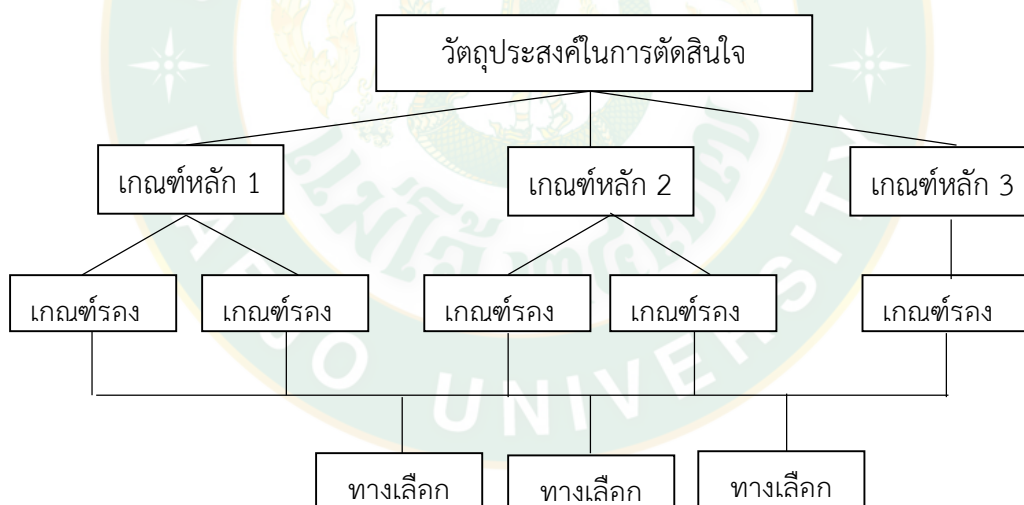 วัตถุประสงค์ในการตัดสินใจ
เกณฑ์หลัก 1
เกณฑ์หลัก 2
เกณฑ์หลัก 3
เกณฑ์รอง
เกณฑ์รอง
เกณฑ์รอง
เกณฑ์รอง
เกณฑ์รอง
ทางเลือก
ทางเลือก
ทางเลือก
แม่โจ้
UNIVERSITY